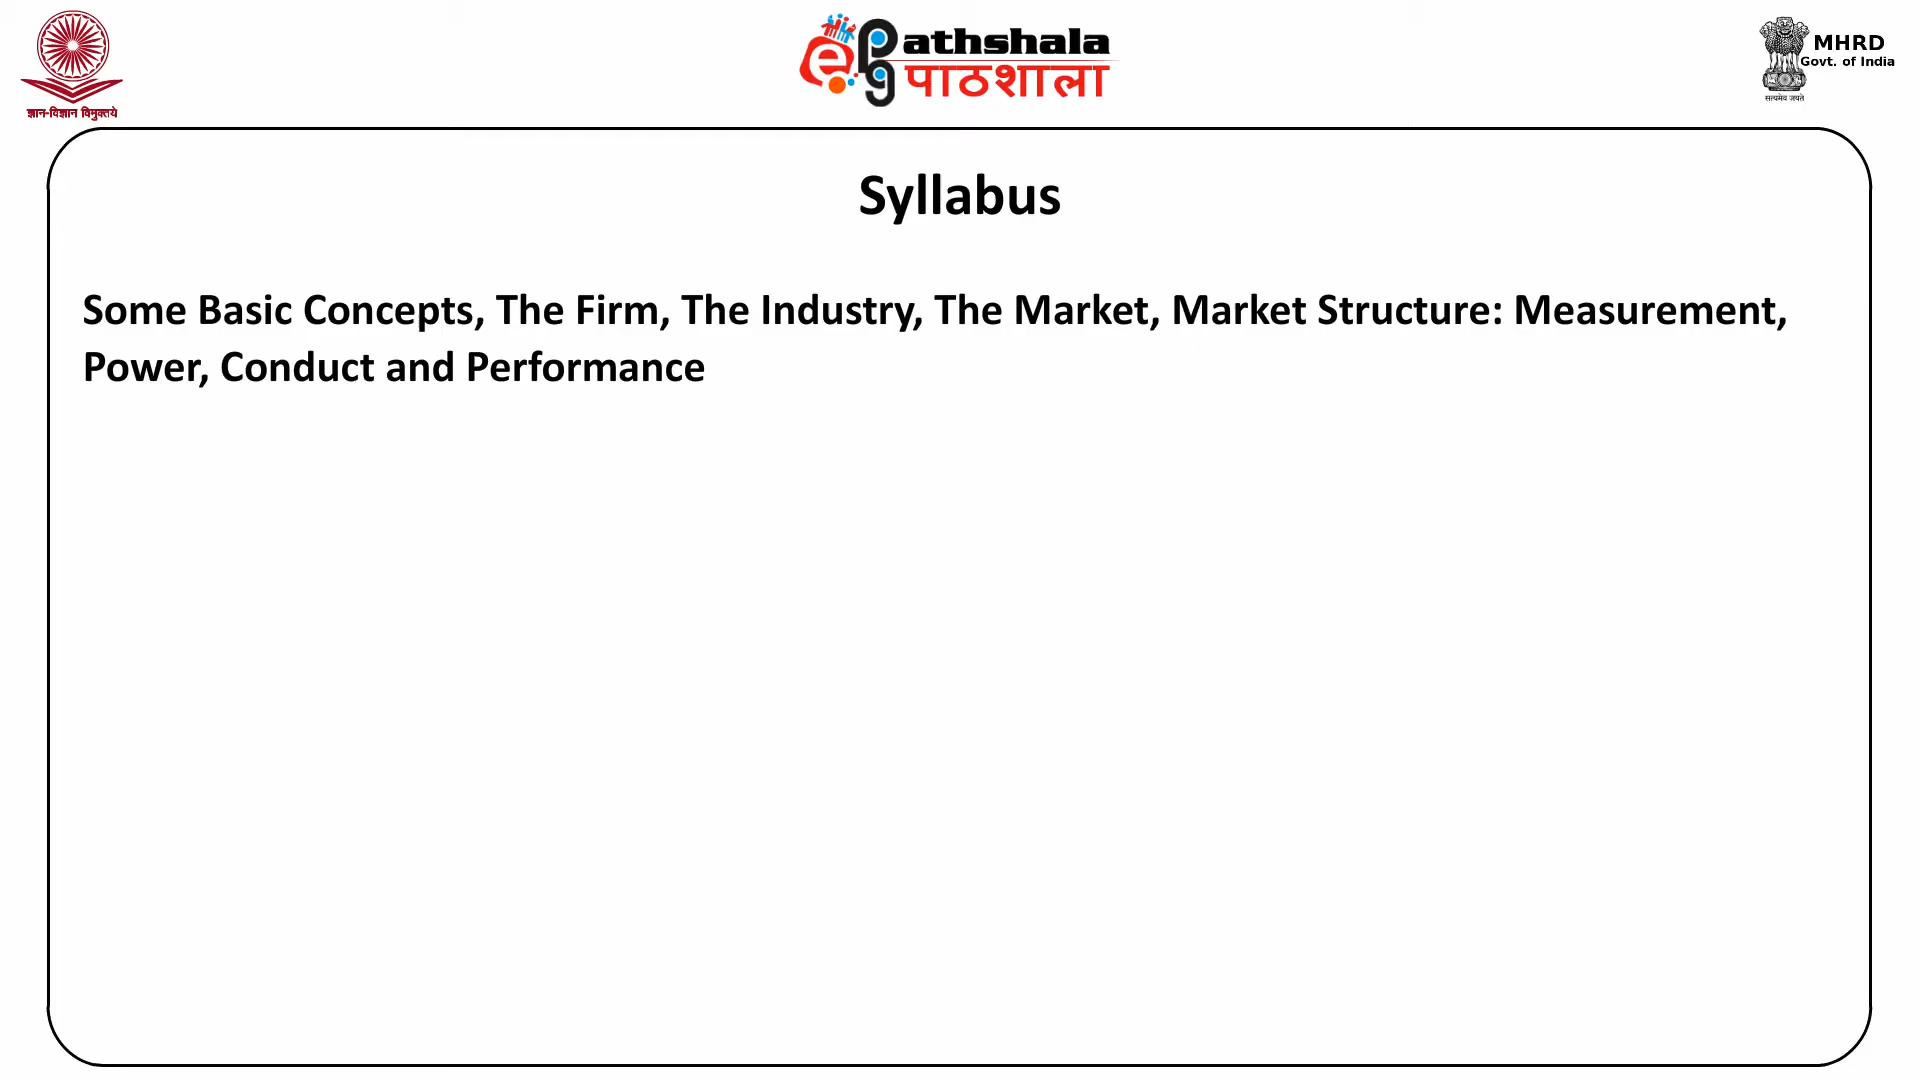 ज्ञान-विज्ञान विमुक्तये
e pg Pathshala
पाठशाला
MHRD
Govt. of India
सत्यमेव जयते
Syllabus
Some Basic Concepts, The Firm, The Industry, The Market, Market Structure: Measurement,
Power, Conduct and Performance